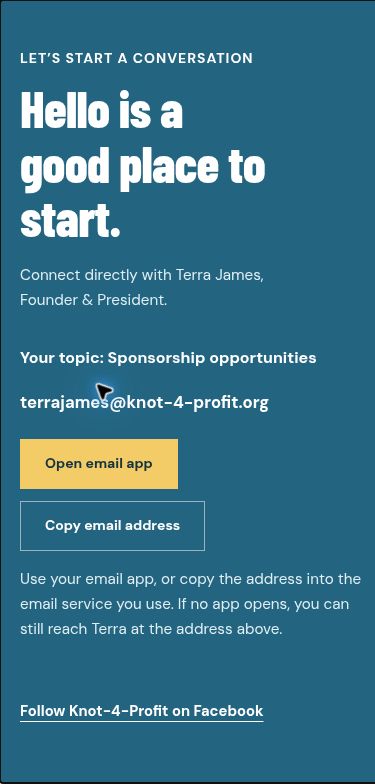 LET’S START A CONVERSATION
Hello is a
good place to
start.
Connect directly with Terra James,
Founder & President.
Your topic: Sponsorship opportunities
terrajames@knot-4-profit.org
Open email app
Copy email address
Use your email app, or copy the address into the
email service you use. If no app opens, you can
still reach Terra at the address above.
Follow Knot-4-Profit on Facebook